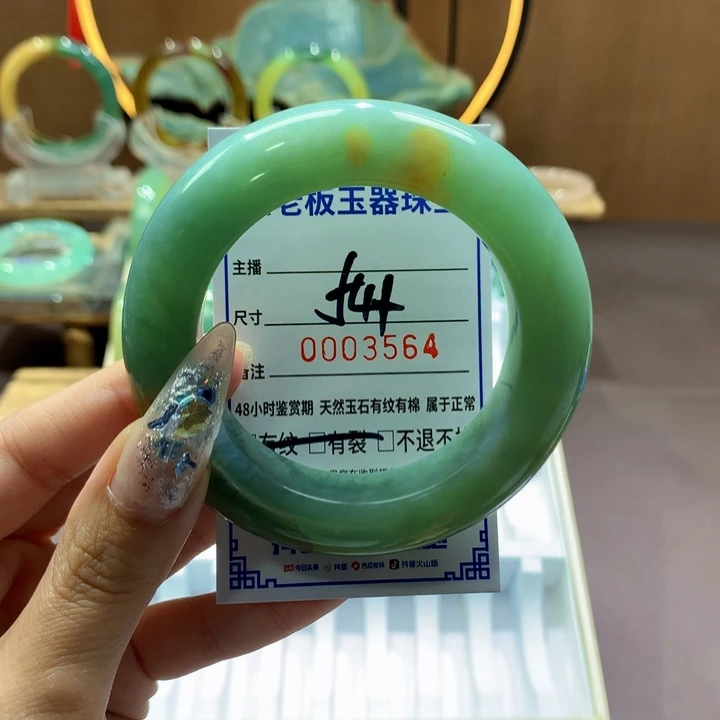 老板玉器珠
主播
尺寸 54
0003564
备注
48小时鉴赏期 天然玉石有纹有棉 属于正常
有纹 □有裂 □不退不
今日头条 抖音 西瓜视频 抖音火山版